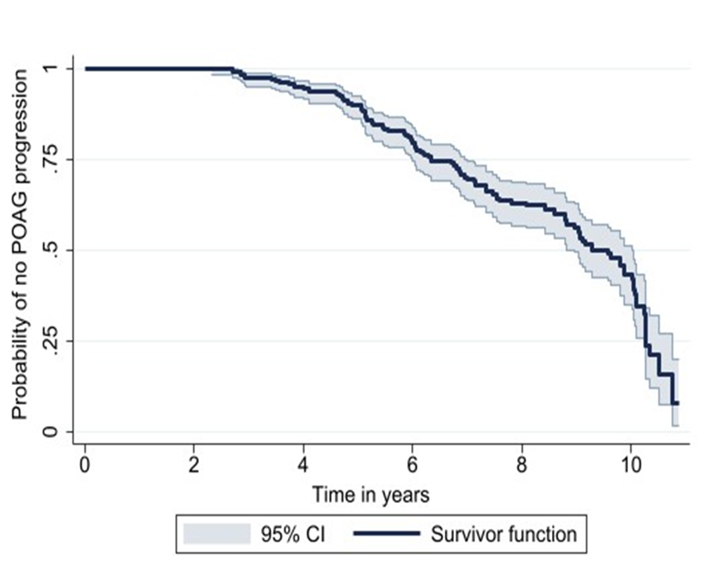 Probability of no POAG progression
1
.75
.5
.25
0
0 2 4 6 8 10
Time in years
95% CI Survivor function